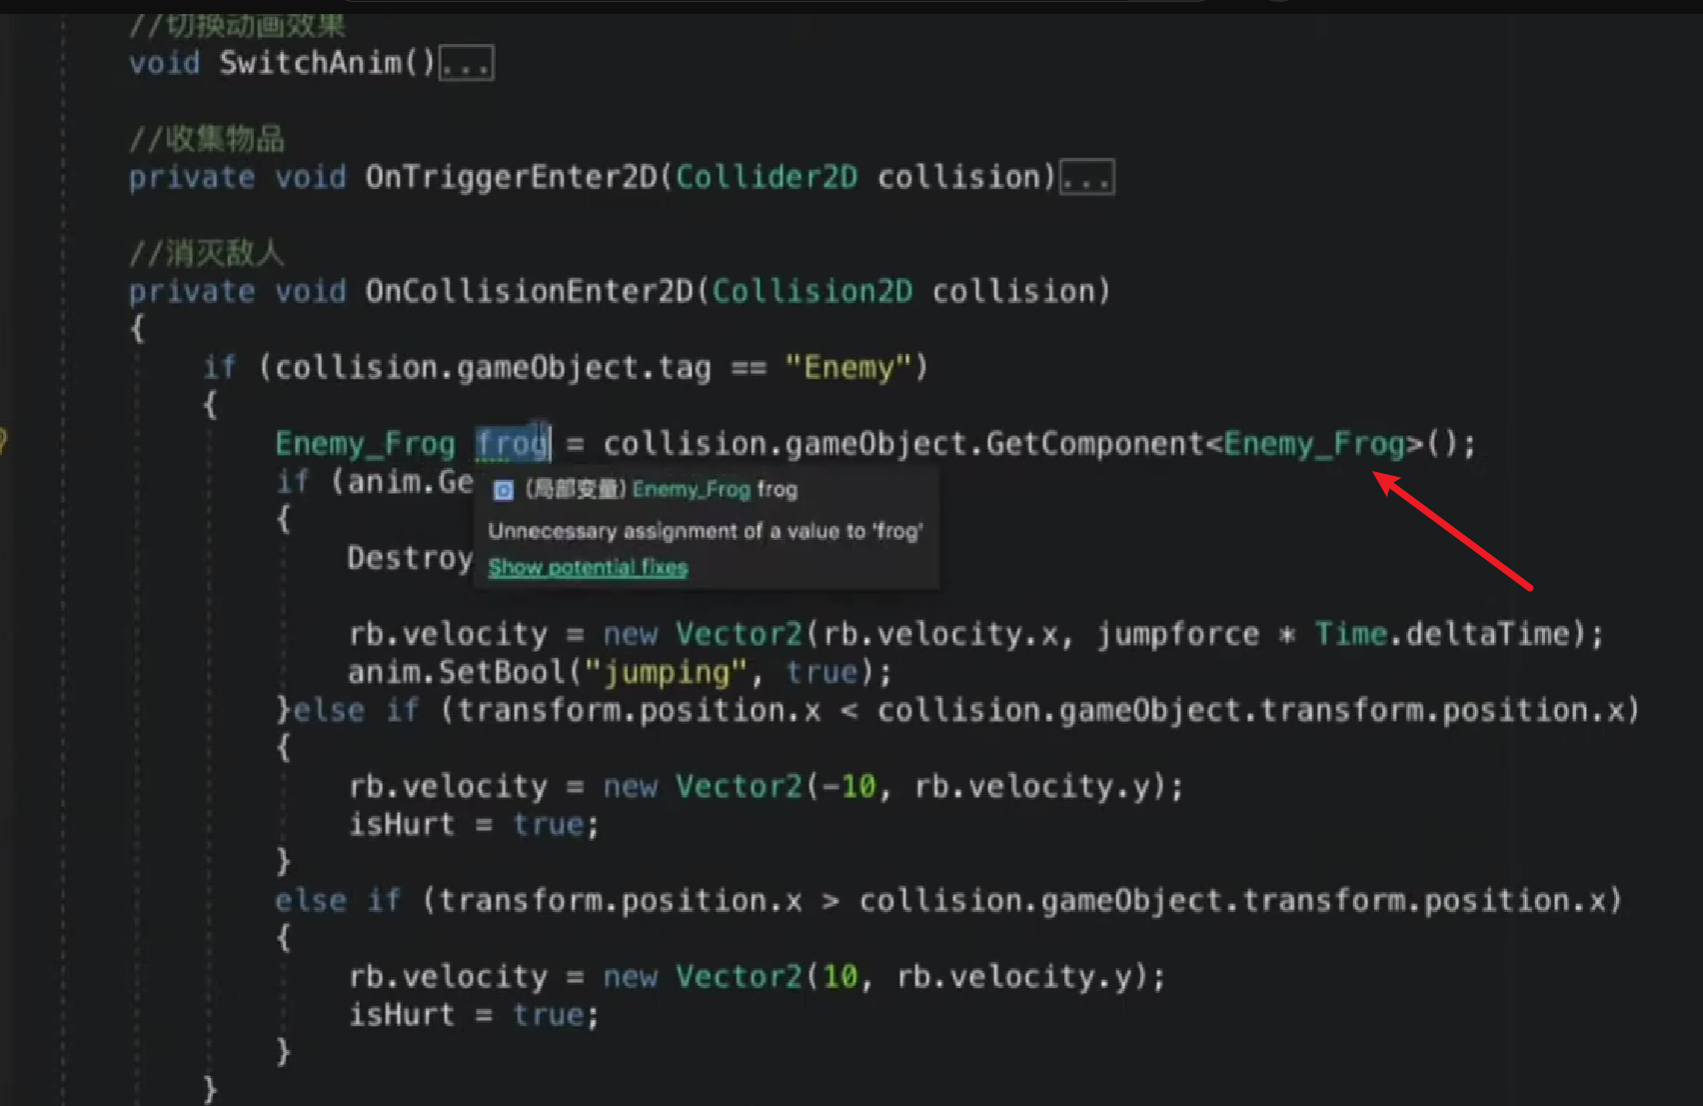 //切换动画效果
void SwitchAnim()...
//收集物品
private void OnTriggerEnter2D(Collider2D collision)...
//消灭敌人
private void OnCollisionEnter2D(Collision2D collision)
{
if (collision.gameObject.tag == "Enemy")
{
Enemy_Frog frog = collision.gameObject.GetComponent<Enemy_Frog>();
if (anim.Ge
(局部变量) Enemy_Frog frog
{
Unnecessary assignment of a value to 'frog'
Destroy
Show potential fixes
rb.velocity = new Vector2(rb.velocity.x, jumpforce * Time.deltaTime);
anim.SetBool("jumping", true);
}else if (transform.position.x < collision.gameObject.transform.position.x)
{
rb.velocity = new Vector2(-10, rb.velocity.y);
isHurt = true;
}
else if (transform.position.x > collision.gameObject.transform.position.x)
{
rb.velocity = new Vector2(10, rb.velocity.y);
isHurt = true;
}
}